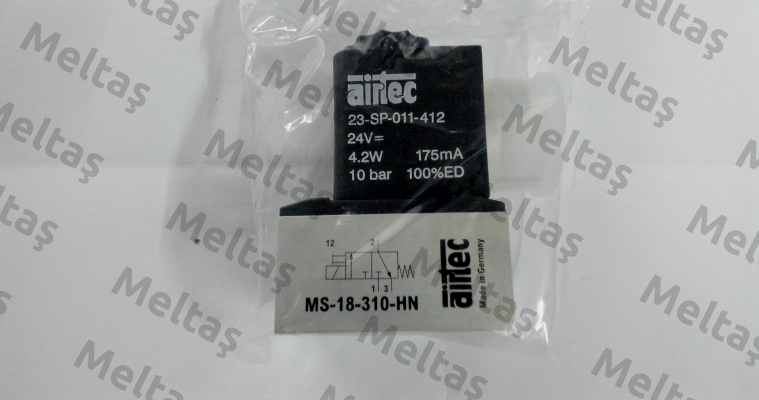 airtec
23-SP-011-412
24V=
4.2W 175mA
10 bar 100%ED
12 2
1 3
MS-18-310-HN
airtec
Made in Germany
Meltaş